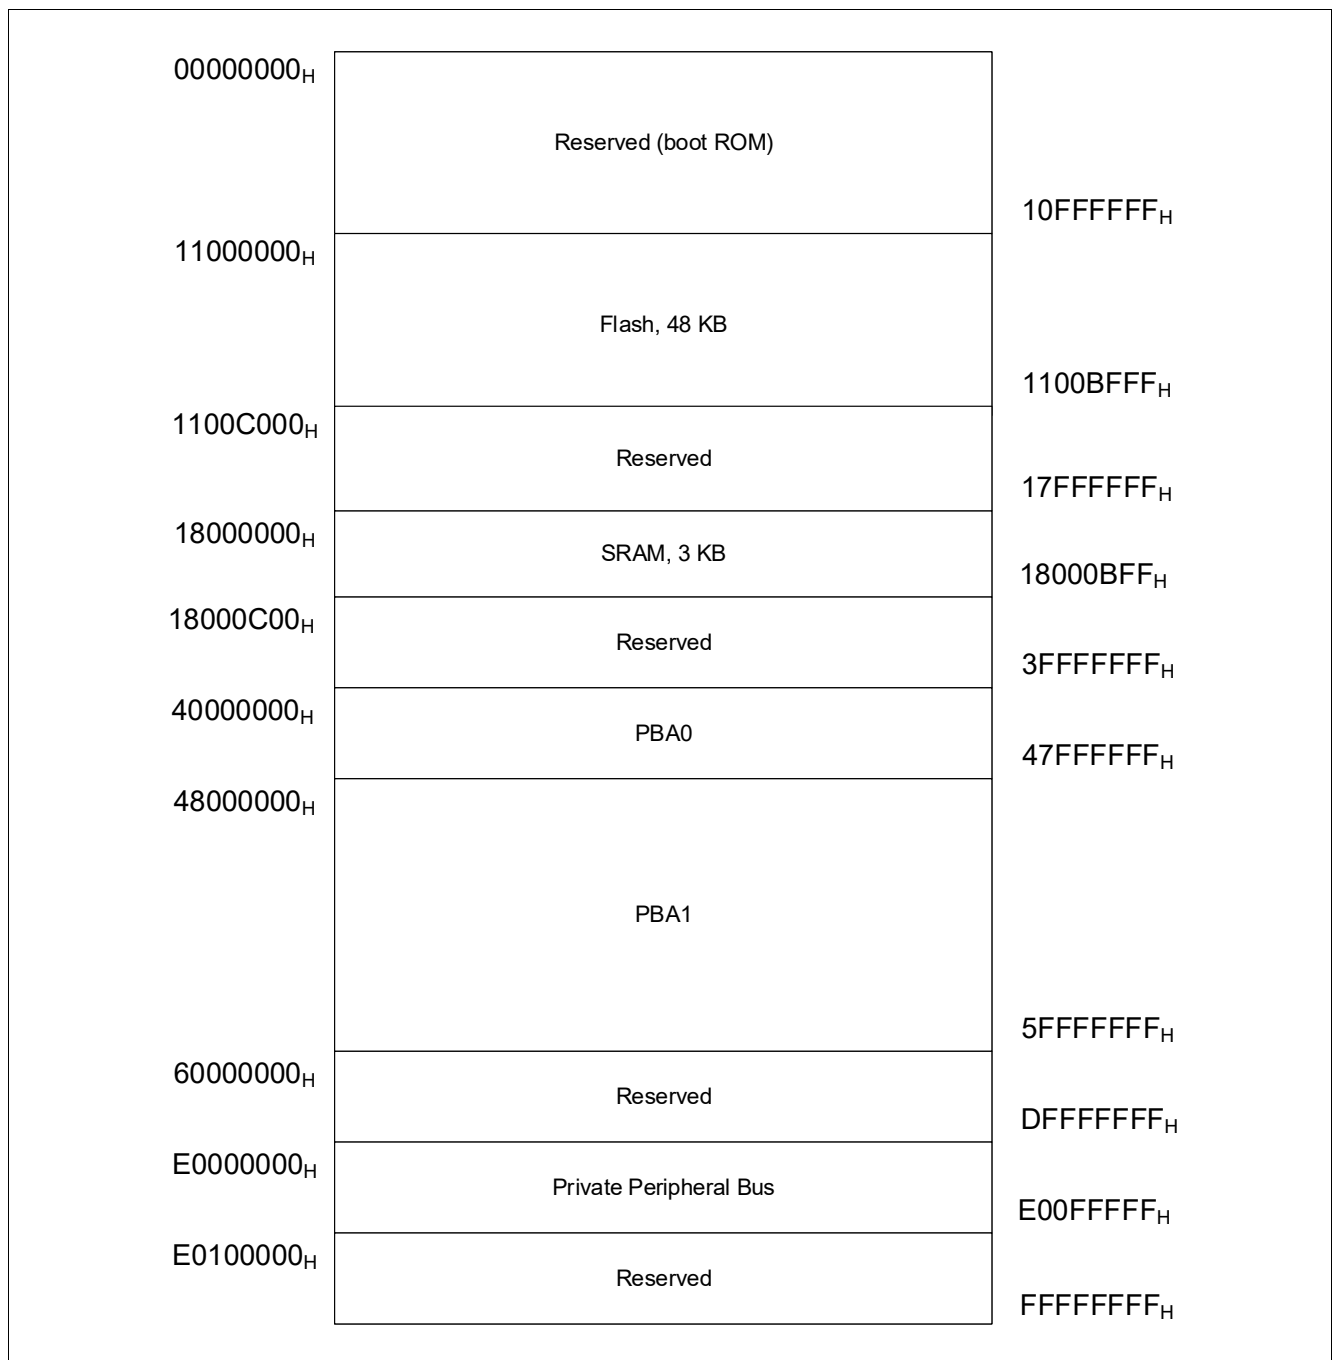 00000000H
Reserved (boot ROM)
10FFFFFFH
11000000H
Flash, 48 KB
1100BFFFH
1100C000H
Reserved
17FFFFFFH
18000000H
SRAM, 3 KB
18000BFFH
18000C00H
Reserved
3FFFFFFFH
40000000H
PBA0
47FFFFFFH
48000000H
PBA1
5FFFFFFFH
60000000H
Reserved
DFFFFFFFH
E0000000H
Private Peripheral Bus
E00FFFFFH
E0100000H
Reserved
FFFFFFFFH